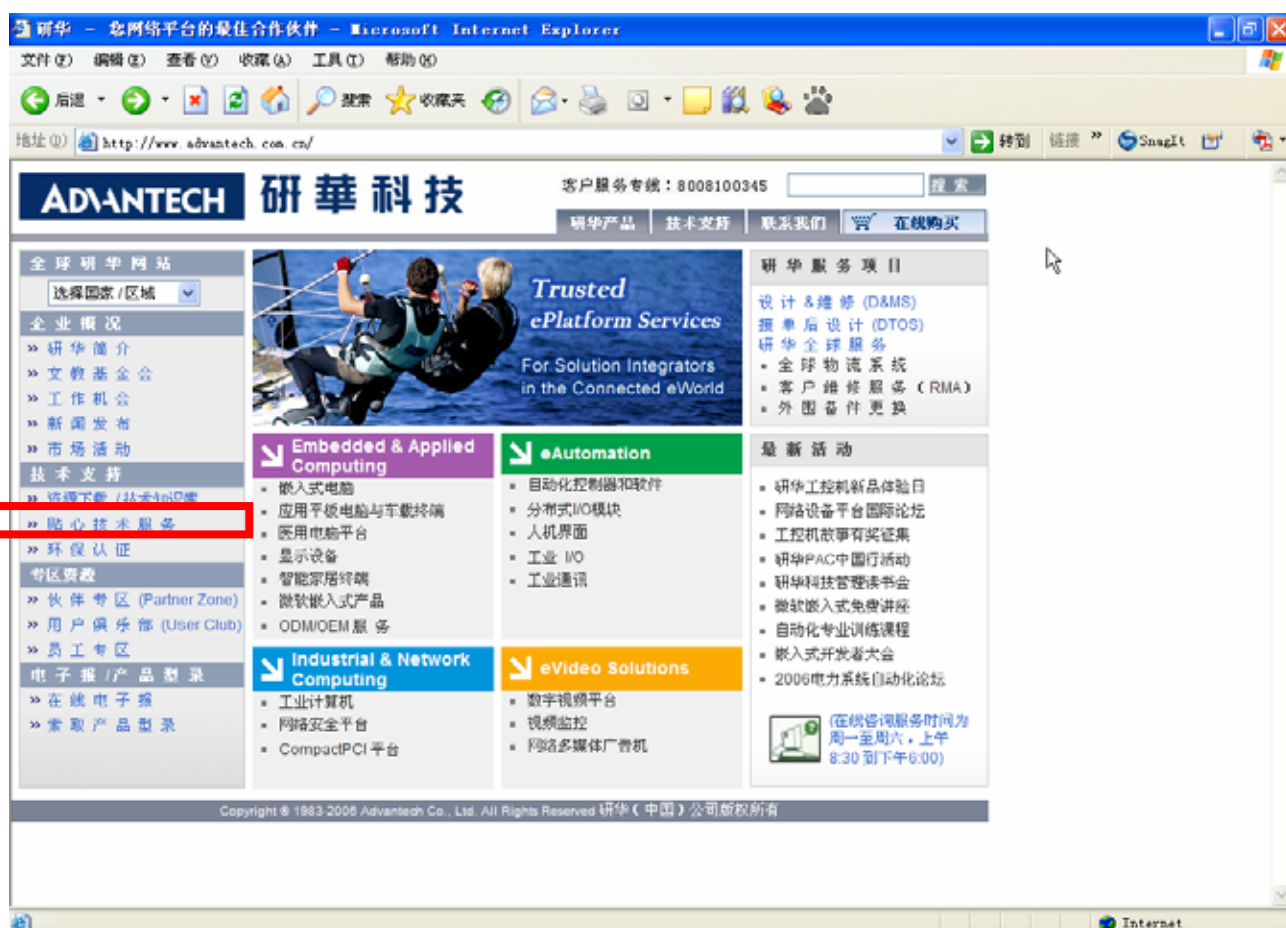 研华 - 您网络平台的最佳合作伙伴 - Microsoft Internet Explorer
文件(F) 编辑(E) 查看(V) 收藏(A) 工具(T) 帮助(H)
后退 搜索 收藏夹
地址(D) http://www.advantech.com.cn/ 转到 链接 » SnagIt
ADVANTECH 研華科技
客户服务专线：8008100345 搜索
研华产品 技术支持 联系我们 在线购买
全球研华网站
选择国家/区域
企业概况
» 研华简介
» 文教基金会
» 工作机会
» 新闻发布
» 市场活动
技术支持
» 资源下载 /技术知识库
» 贴心技术服务
» 环保认证
专区资源
» 伙伴专区 (Partner Zone)
» 用户俱乐部 (User Club)
» 员工专区
电子报/产品型录
» 在线电子报
» 索取产品型录
Trusted
ePlatform Services
For Solution Integrators
in the Connected eWorld
Embedded & Applied
Computing
▪ 嵌入式电脑
▪ 应用平板电脑与车载终端
▪ 医用电脑平台
▪ 显示设备
▪ 智能家居终端
▪ 微软嵌入式产品
▪ ODM/OEM服务
eAutomation
▪ 自动化控制器和软件
▪ 分布式I/O模块
▪ 人机界面
▪ 工业 I/O
▪ 工业通讯
Industrial & Network
Computing
▪ 工业计算机
▪ 网络安全平台
▪ CompactPCI 平台
eVideo Solutions
▪ 数字视频平台
▪ 视频监控
▪ 网络多媒体广告机
研华服务项目
设计&维修 (D&MS)
接单后设计 (DTOS)
研华全球服务
▪ 全球物流系统
▪ 客户维修服务 (RMA)
▪ 外围备件更换
最新活动
▪ 研华工控机新品体验日
▪ 网络设备平台国际论坛
▪ 工控机故事有奖征集
▪ 研华PAC中国行活动
▪ 研华科技管理读书会
▪ 微软嵌入式免费讲座
▪ 自动化专业训练课程
▪ 嵌入式开发者大会
▪ 2006电力系统自动化论坛
(在线咨询服务时间为
周一至周六，上午
8:30 到下午6:00)
Copyright © 1983-2006 Advantech Co., Ltd. All Rights Reserved 研华（中国）公司版权所有
Internet